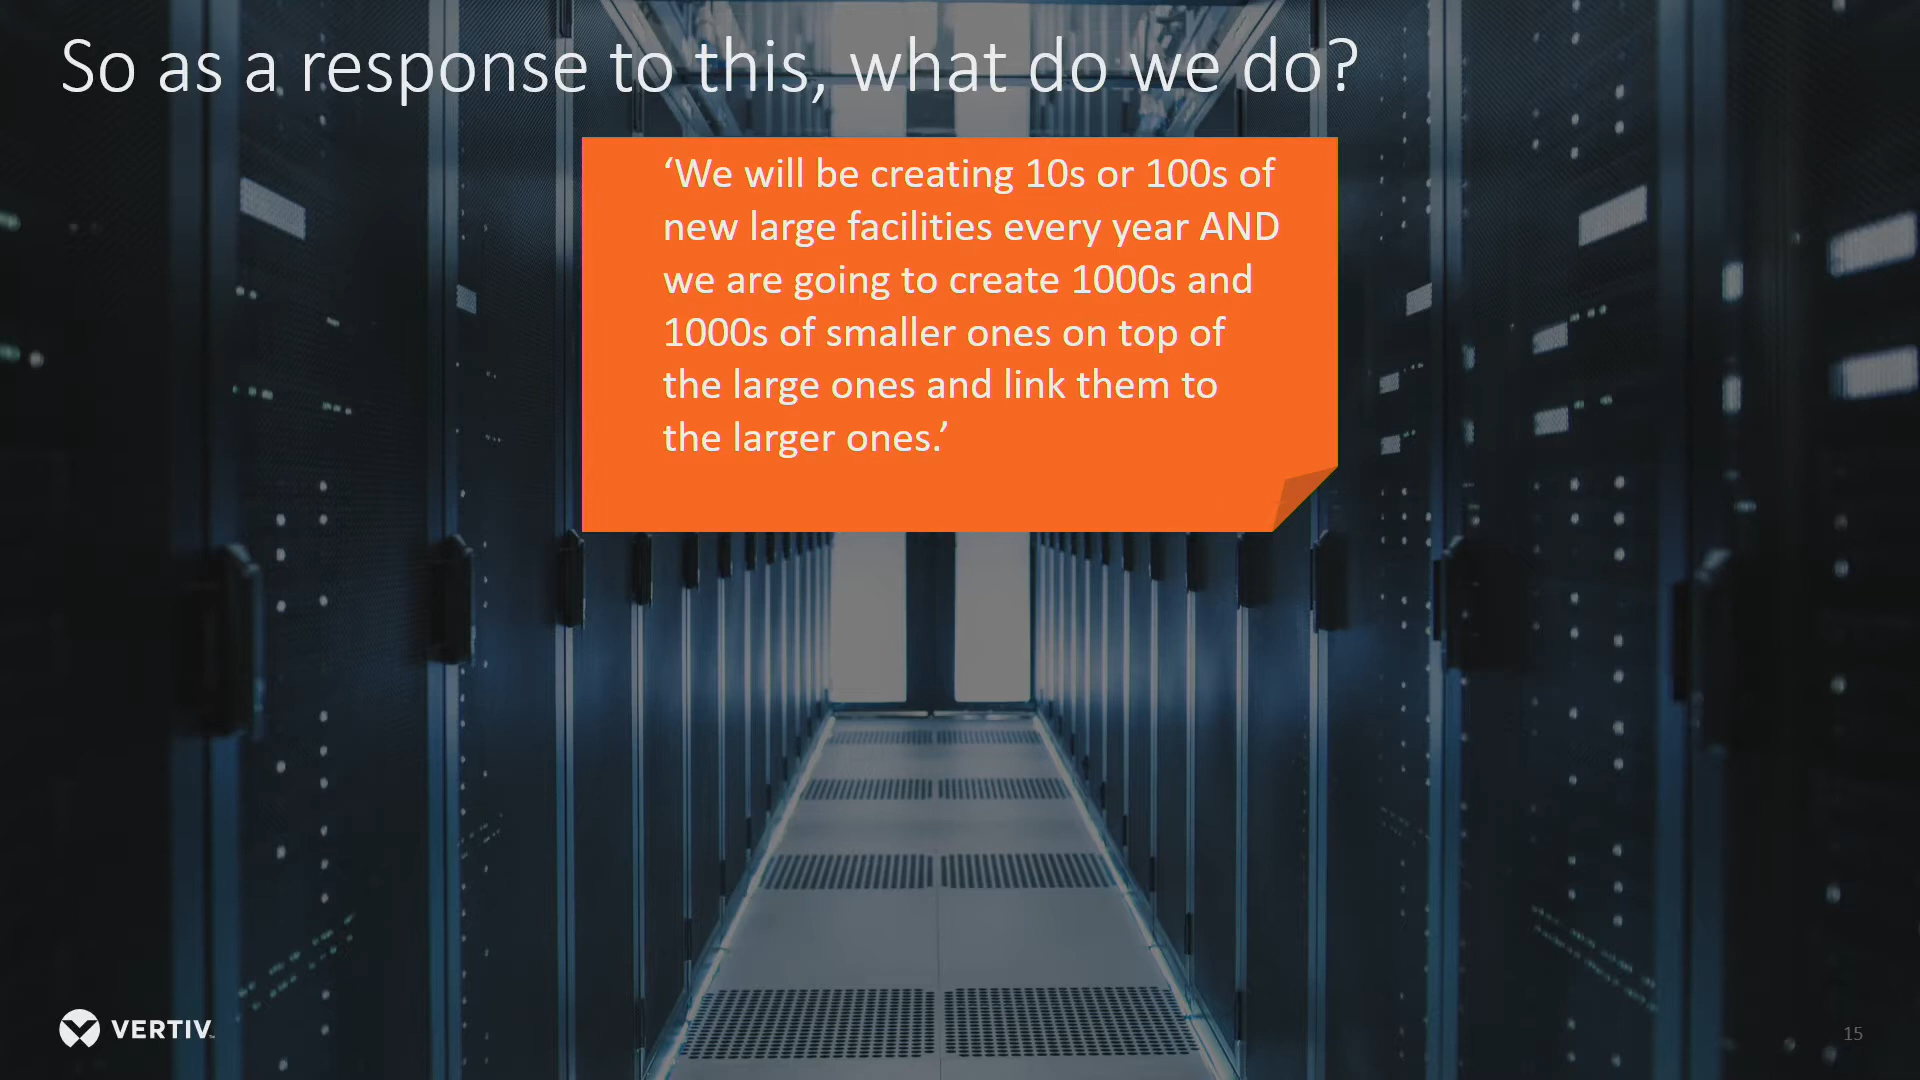 So as a response to this, what do we do?
‘We will be creating 10s or 100s of
new large facilities every year AND
we are going to create 1000s and
1000s of smaller ones on top of
the large ones and link them to
the larger ones.’
VERTIV™
15